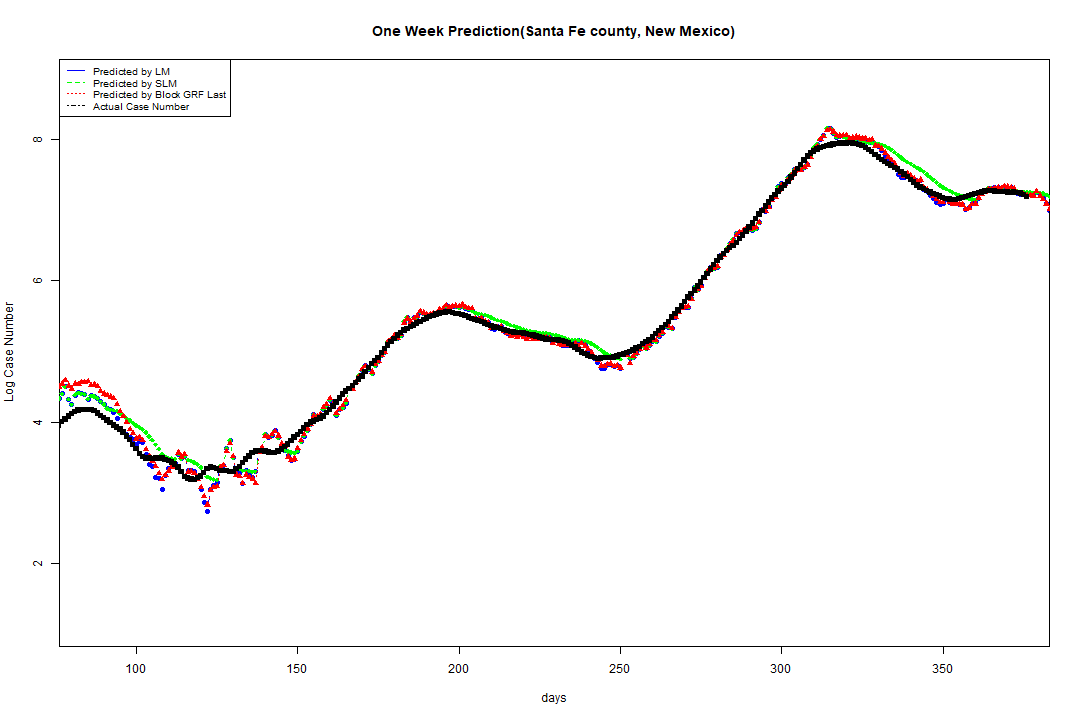 One Week Prediction(Santa Fe county, New Mexico)
Predicted by LM
Predicted by SLM
Predicted by Block GRF Last
Actual Case Number
8
6
4
2
Log Case Number
100 150 200 250 300 350
days